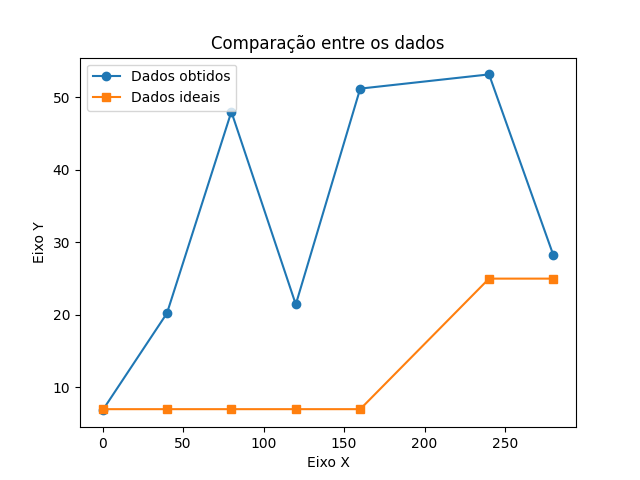 Comparação entre os dados
Dados obtidos
Dados ideais
50
40
30
20
10
Eixo Y
0
50
100
150
200
250
Eixo X